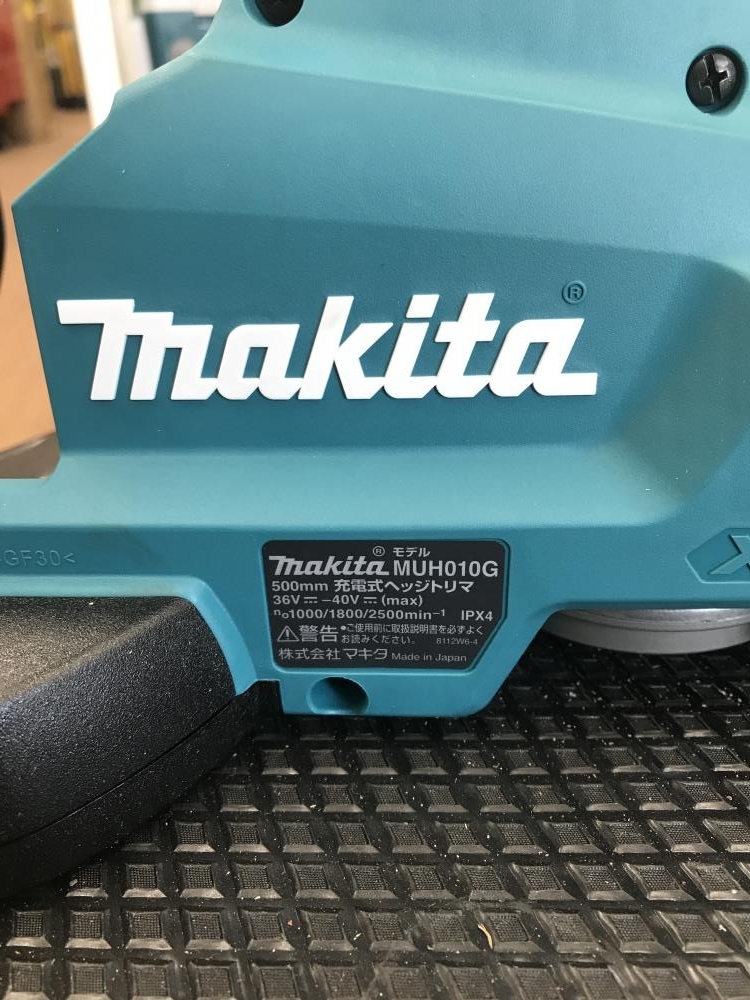 makita®
GF30<
makita® モデル MUH010G
500mm 充電式ヘッジトリマ
36V⎓-40V⎓(max)
n₀1000/1800/2500min⁻¹ IPX4
⚠警告 •ご使用前に取扱説明書を必ずよく
お読みください。 8112W6-4
株式会社マキタ Made in Japan
X